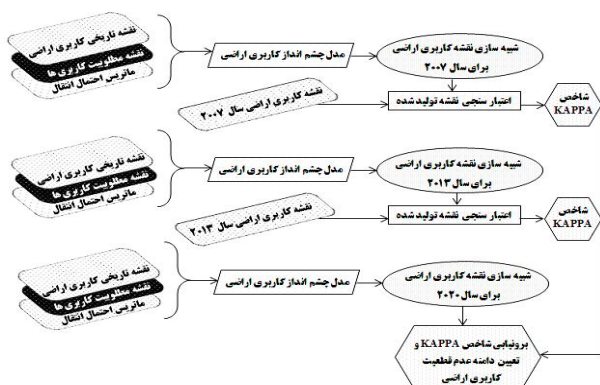 نقشه تاریخی کاربری اراضی
نقشه مطلوبیت کاربری ها
ماتریس احتمال انتقال
مدل چشم انداز کاربری اراضی
شبیه سازی نقشه کاربری اراضی
برای سال ۲۰۰۷
نقشه کاربری اراضی سال ۲۰۰۷
اعتبار سنجی نقشه تولیدشده
شاخص
KAPPA
نقشه تاریخی کاربری اراضی
نقشه مطلوبیت کاربری ها
ماتریس احتمال انتقال
مدل چشم انداز کاربری اراضی
شبیه سازی نقشه کاربری اراضی
برای سال ۲۰۱۳
نقشه کاربری اراضی سال ۲۰۱۳
اعتبار سنجی نقشه تولیدشده
شاخص
KAPPA
نقشه تاریخی کاربری اراضی
نقشه مطلوبیت کاربری ها
ماتریس احتمال انتقال
مدل چشم انداز کاربری اراضی
شبیه سازی نقشه کاربری اراضی
برای سال ۲۰۲۰
برونیابی شاخص KAPPA و
تعیین دامنه عدم قطعیت
کاربری اراضی